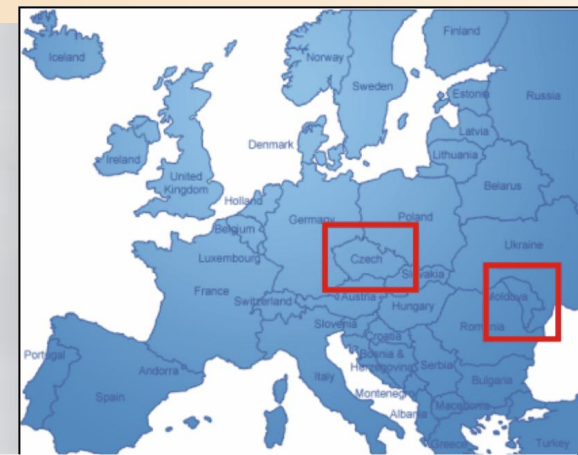 Iceland
Finland
Norway
Sweden
Russia
Estonia
Latvia
Denmark
Lithuania
Ireland
United
Kingdom
Belarus
Holland
Germany
Poland
Belgium
Ukraine
Luxembourg
Czech
Slovakia
France
Switzerland
Austria
Moldova
Hungary
Slovenia
Romania
Croatia
Portugal
Andorra
Bosnia &
Herzegovina
Serbia
Italy
Spain
Montenegro
Bulgaria
Albania
Macedonia
Greece
Turkey